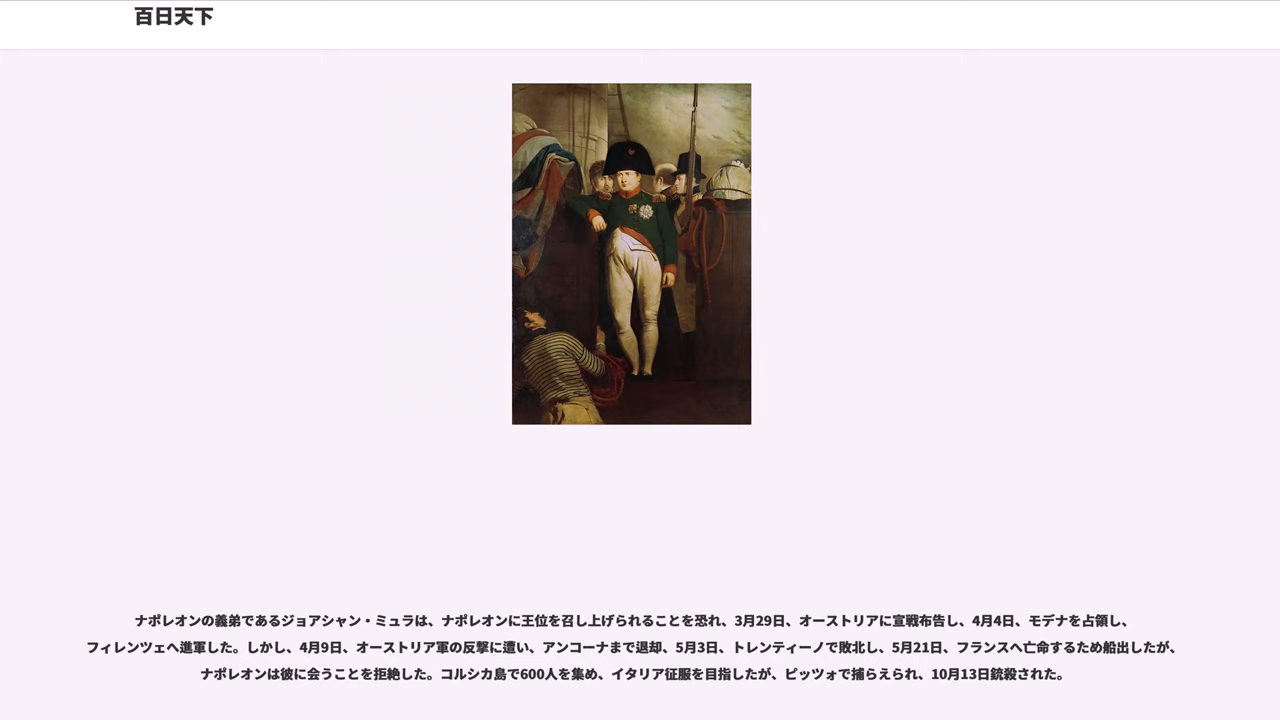 百日天下
ナポレオンの義弟であるジョアシャン・ミュラは、ナポレオンに王位を召し上げられることを恐れ、3月29日、オーストリアに宣戦布告し、4月4日、モデナを占領し、
フィレンツェへ進軍した。しかし、4月9日、オーストリア軍の反撃に遭い、アンコーナまで退却、5月3日、トレンティーノで敗北し、5月21日、フランスへ亡命するため船出したが、
ナポレオンは彼に会うことを拒絶した。コルシカ島で600人を集め、イタリア征服を目指したが、ピッツォで捕らえられ、10月13日銃殺された。